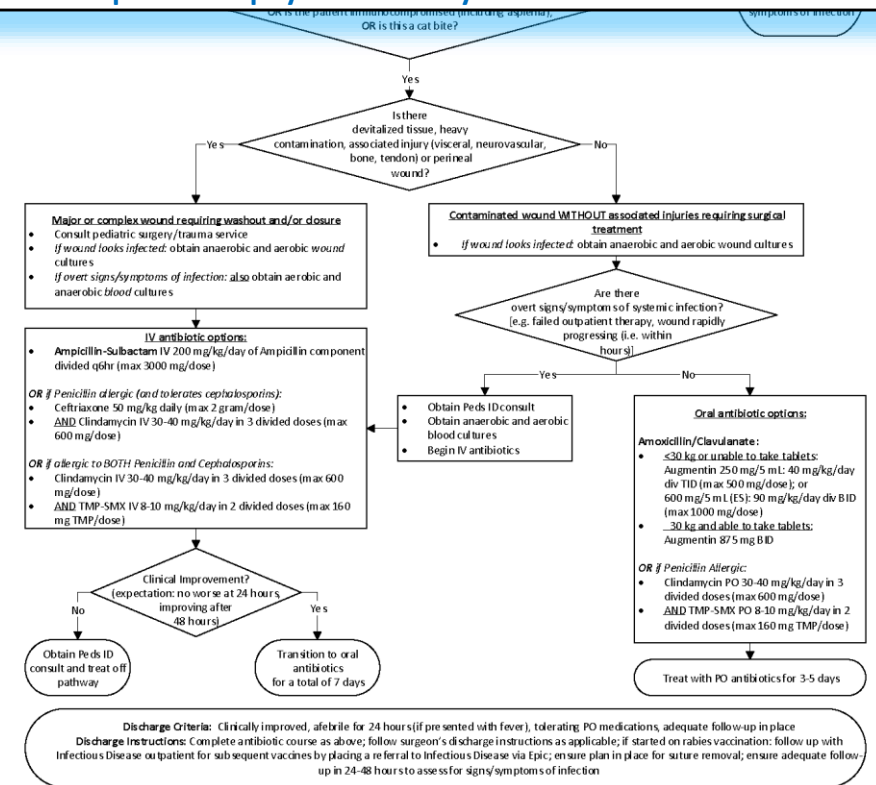 OR is the patient immunocompromised (including asplenia),
OR is this a cat bite?
symptoms of infection
Yes
Is there
devitalized tissue, heavy
contamination, associated injury (visceral, neurovascular,
bone, tendon) or perineal
wound?
Yes
No
Major or complex wound requiring washout and/or closure
• Consult pediatric surgery/trauma service
• If wound looks infected: obtain anaerobic and aerobic wound
cultures
• If overt signs/symptoms of infection: also obtain aerobic and
anaerobic blood cultures
Contaminated wound WITHOUT associated injuries requiring surgical
treatment
• If wound looks infected: obtain anaerobic and aerobic wound cultures
Are there
overt signs/symptoms of systemic infection?
[e.g. failed outpatient therapy, wound rapidly
progressing (i.e. within
hours)]
Yes
No
IV antibiotic options:
• Ampicillin-Sulbactam IV 200 mg/kg/day of Ampicillin component
divided q6hr (max 3000 mg/dose)
OR if Penicillin allergic (and tolerates cephalosporins):
• Ceftriaxone 50 mg/kg daily (max 2 gram/dose)
• AND Clindamycin IV 30-40 mg/kg/day in 3 divided doses (max
600 mg/dose)
OR if allergic to BOTH Penicillin and Cephalosporins:
• Clindamycin IV 30-40 mg/kg/day in 3 divided doses (max 600
mg/dose)
• AND TMP-SMX IV 8-10 mg/kg/day in 2 divided doses (max 160
mg TMP/dose)
• Obtain Peds ID consult
• Obtain anaerobic and aerobic
blood cultures
• Begin IV antibiotics
Oral antibiotic options:
Amoxicillin/Clavulanate:
• <30 kg or unable to take tablets:
Augmentin 250 mg/5 mL: 40 mg/kg/day
div TID (max 500 mg/dose); or
600 mg/5 mL (ES): 90 mg/kg/day div BID
(max 1000 mg/dose)
• 30 kg and able to take tablets:
Augmentin 875 mg BID
OR if Penicillin Allergic:
• Clindamycin PO 30-40 mg/kg/day in 3
divided doses (max 600 mg/dose)
• AND TMP-SMX PO 8-10 mg/kg/day in 2
divided doses (max 160 mg TMP/dose)
Clinical Improvement?
(expectation: no worse at 24 hours,
improving after
48 hours)
No
Yes
Obtain Peds ID
consult and treat off
pathway
Transition to oral
antibiotics
for a total of 7 days
Treat with PO antibiotics for 3-5 days
Discharge Criteria: Clinically improved, afebrile for 24 hours (if presented with fever), tolerating PO medications, adequate follow-up in place
Discharge Instructions: Complete antibiotic course as above; follow surgeon's discharge instructions as applicable; if started on rabies vaccination: follow up with
Infectious Disease outpatient for subsequent vaccines by placing a referral to Infectious Disease via Epic; ensure plan in place for suture removal; ensure adequate follow-
up in 24-48 hours to assess for signs/symptoms of infection